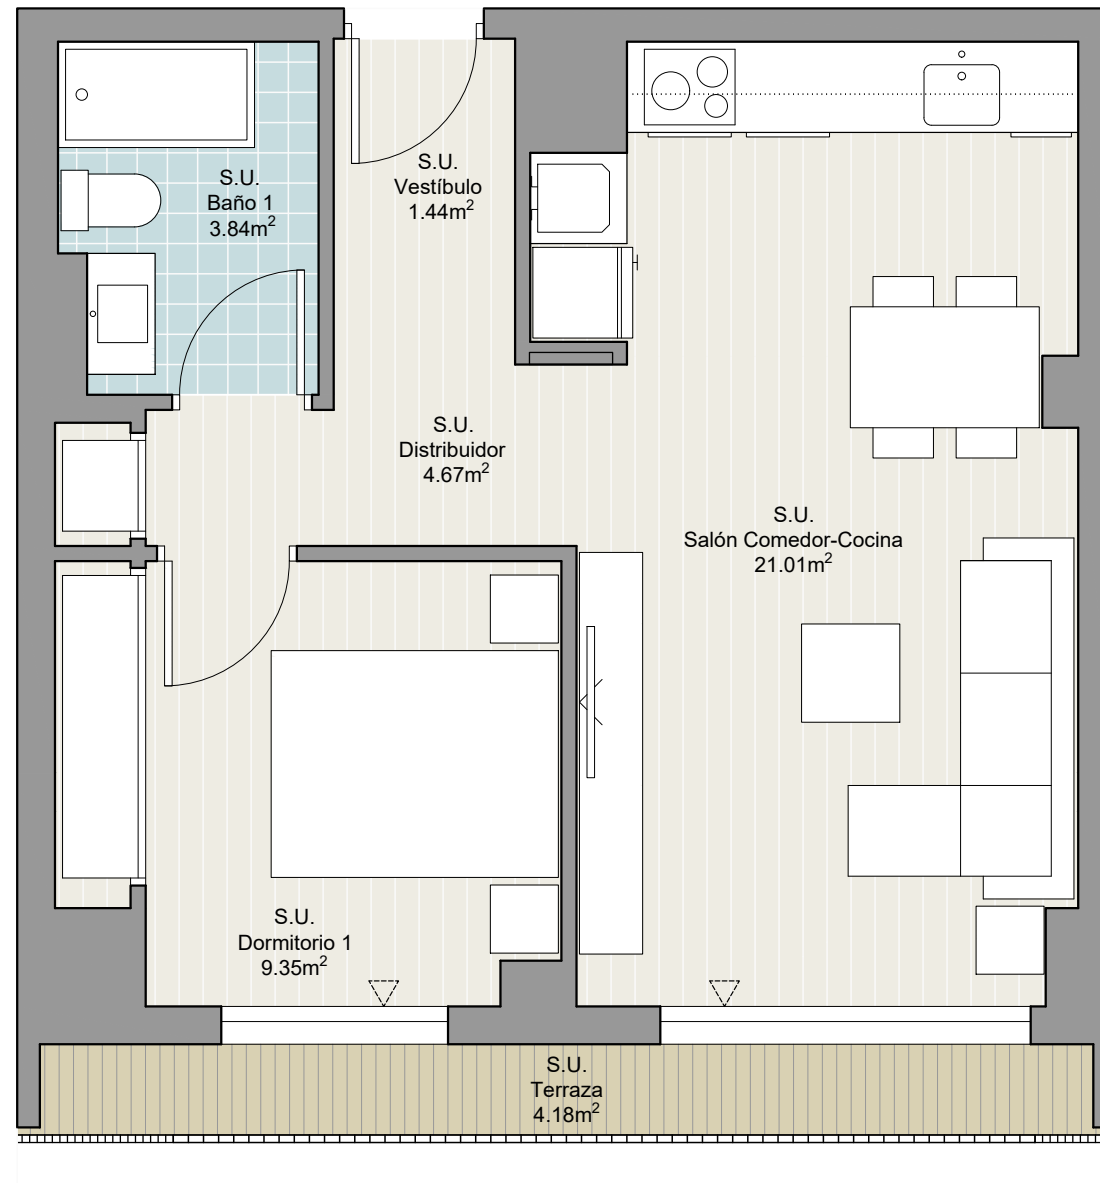 S.U.
Baño 1
3.84m²
S.U.
Vestíbulo
1.44m²
S.U.
Distribuidor
4.67m²
S.U.
Salón Comedor-Cocina
21.01m²
S.U.
Dormitorio 1
9.35m²
S.U.
Terraza
4.18m²